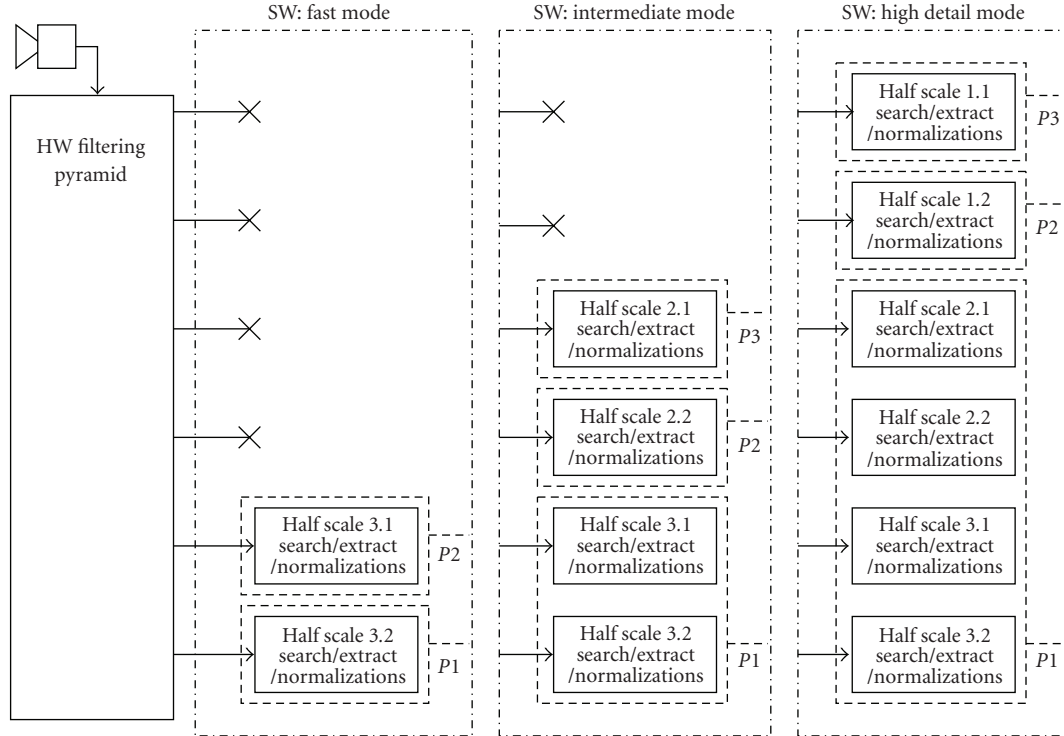 SW: fast mode
SW: intermediate mode
SW: high detail mode
HW filtering
pyramid
Half scale 3.1
search/extract
/normalizations
P2
Half scale 3.2
search/extract
/normalizations
P1
Half scale 2.1
search/extract
/normalizations
P3
Half scale 2.2
search/extract
/normalizations
P2
Half scale 3.1
search/extract
/normalizations
Half scale 3.2
search/extract
/normalizations
P1
Half scale 1.1
search/extract
/normalizations
P3
Half scale 1.2
search/extract
/normalizations
P2
Half scale 2.1
search/extract
/normalizations
Half scale 2.2
search/extract
/normalizations
Half scale 3.1
search/extract
/normalizations
Half scale 3.2
search/extract
/normalizations
P1